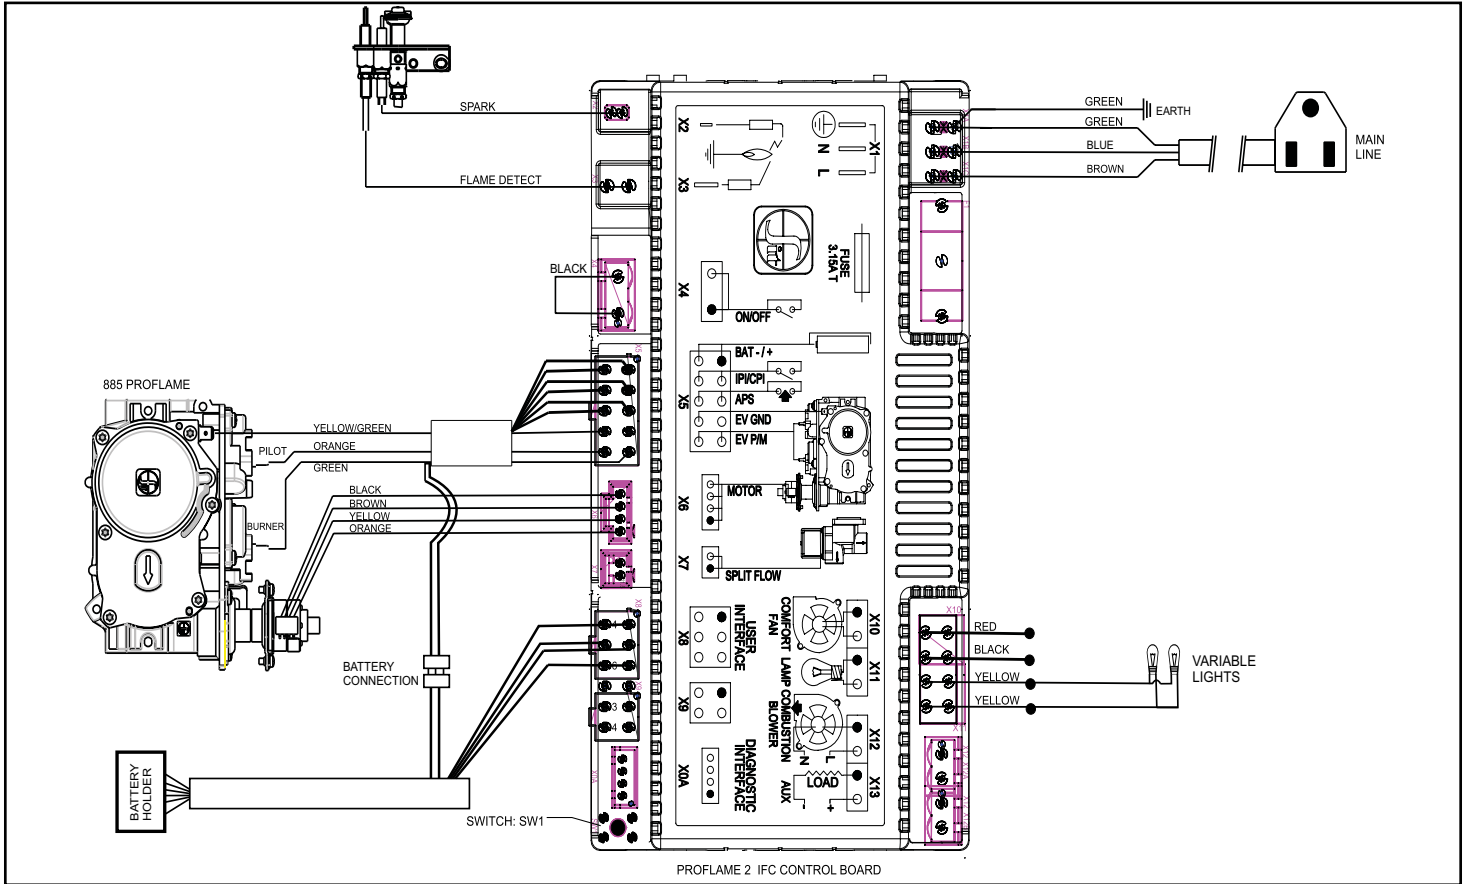 SPARK
FLAME DETECT
BLACK
885 PROFLAME
YELLOW/GREEN
PILOT
ORANGE
GREEN
BLACK
BROWN
YELLOW
ORANGE
BURNER
BATTERY
CONNECTION
BATTERY
HOLDER
SWITCH: SW1
X2
X3
X1
N
L
FUSE
3.15A T
X4
ON/OFF
BAT - / +
IPI/CPI
APS
EV GND
EV P/M
X5
MOTOR
X6
X7
SPLIT FLOW
USER
INTERFACE
X8
X9
DIAGNOSTIC
INTERFACE
X0A
COMFORT
FAN
X10
LAMP
X11
COMBUSTION
BLOWER
X12
N
L
LOAD
AUX
- +
X13
GREEN
EARTH
GREEN
BLUE
BROWN
MAIN
LINE
X5
X8
X10
RED
BLACK
YELLOW
YELLOW
VARIABLE
LIGHTS
PROFLAME 2 IFC CONTROL BOARD